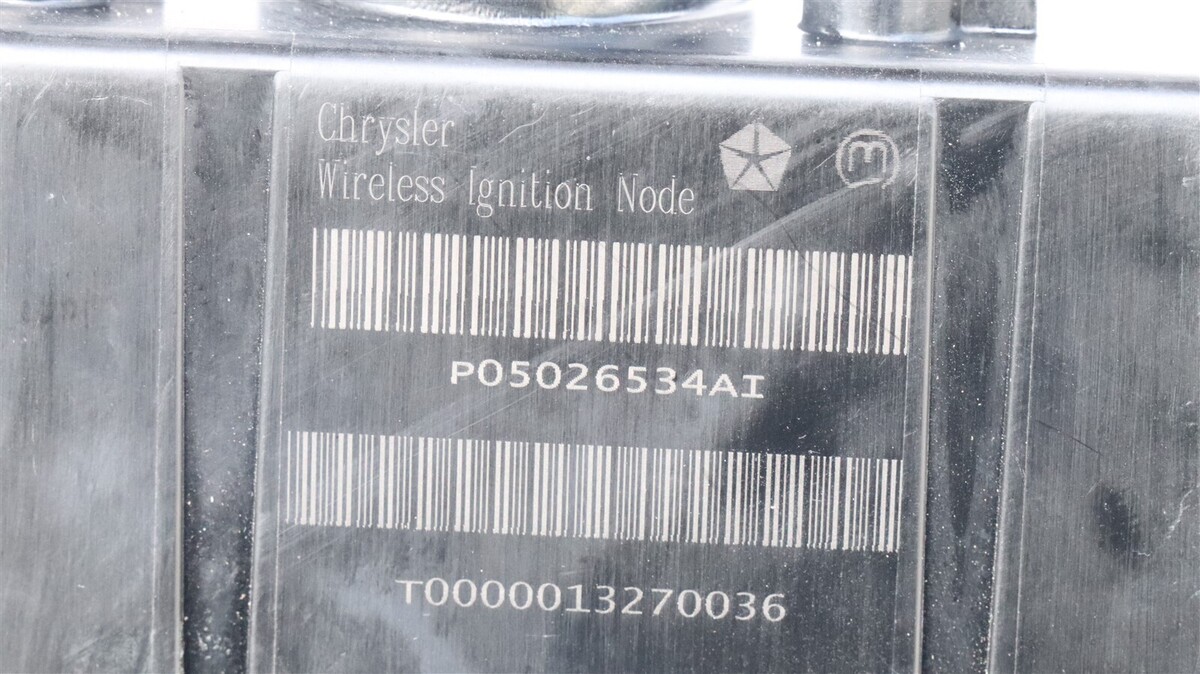 Chrysler
Wireless Ignition Node
P05026534AI
T0000013270036